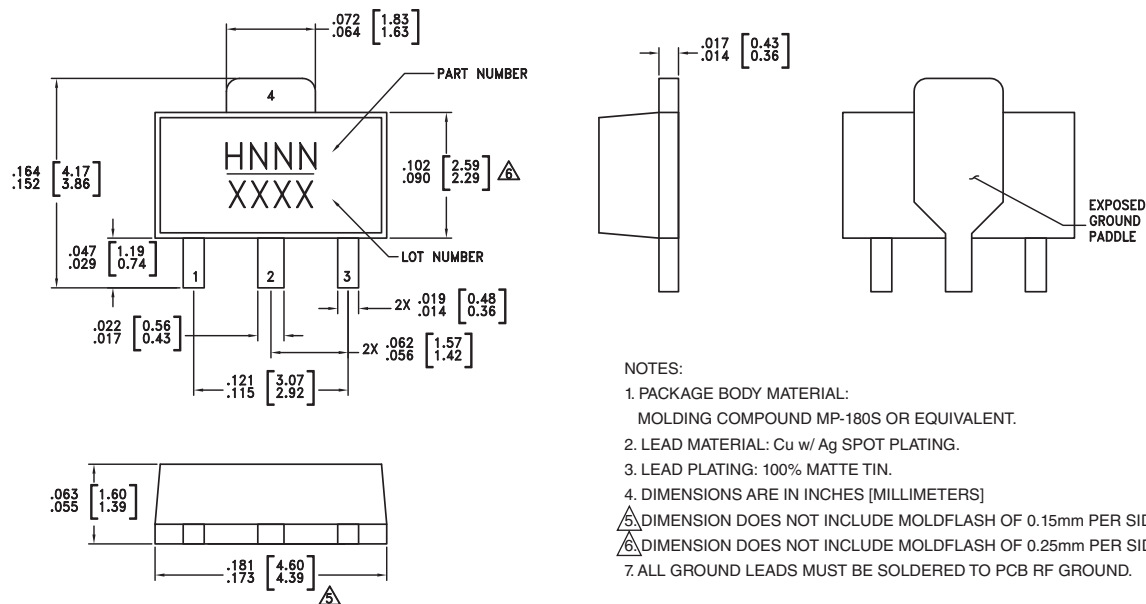 .072 [1.83]
.064 [1.63]
PART NUMBER
4
HNNN
XXXX
.164 [4.17]
.152 [3.86]
.102 [2.59]
.090 [2.29] 6
.047 [1.19]
.029 [0.74]
LOT NUMBER
1
2
3
2X .019 [0.48]
.014 [0.36]
.022 [0.56]
.017 [0.43]
2X .062 [1.57]
.056 [1.42]
.121 [3.07]
.115 [2.92]
.063 [1.60]
.055 [1.39]
.181 [4.60]
.173 [4.39]
5
.017 [0.43]
.014 [0.36]
EXPOSED
GROUND
PADDLE
NOTES:
1. PACKAGE BODY MATERIAL:
MOLDING COMPOUND MP-180S OR EQUIVALENT.
2. LEAD MATERIAL: Cu w/ Ag SPOT PLATING.
3. LEAD PLATING: 100% MATTE TIN.
4. DIMENSIONS ARE IN INCHES [MILLIMETERS]
5. DIMENSION DOES NOT INCLUDE MOLDFLASH OF 0.15mm PER SID
6. DIMENSION DOES NOT INCLUDE MOLDFLASH OF 0.25mm PER SID
7. ALL GROUND LEADS MUST BE SOLDERED TO PCB RF GROUND.